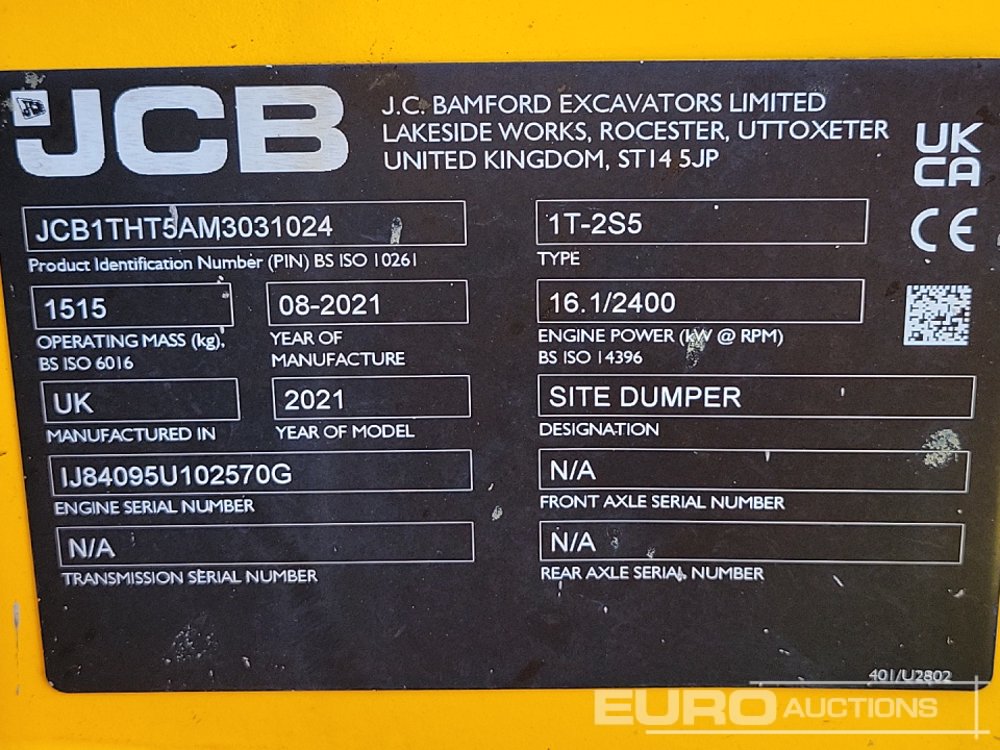 JCB
JCB
J.C. BAMFORD EXCAVATORS LIMITED
LAKESIDE WORKS, ROCESTER, UTTOXETER
UNITED KINGDOM, ST14 5JP
UK
CA
CE
JCB1THT5AM3031024
Product Identification Number (PIN) BS ISO 10261
1T-2S5
TYPE
1515
OPERATING MASS (kg),
BS ISO 6016
08-2021
YEAR OF
MANUFACTURE
16.1/2400
ENGINE POWER (kW @ RPM)
BS ISO 14396
UK
MANUFACTURED IN
2021
YEAR OF MODEL
SITE DUMPER
DESIGNATION
IJ84095U102570G
ENGINE SERIAL NUMBER
N/A
FRONT AXLE SERIAL NUMBER
N/A
TRANSMISSION SERIAL NUMBER
N/A
REAR AXLE SERIAL NUMBER
401/U2802
EURO AUCTIONS